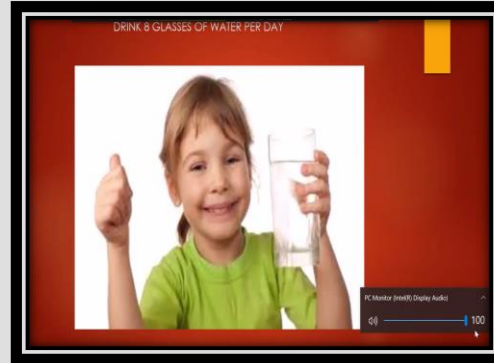 DRINK 8 GLASSES OF WATER PER DAY
PC Monitor (Intel(R) Display Audio)
100